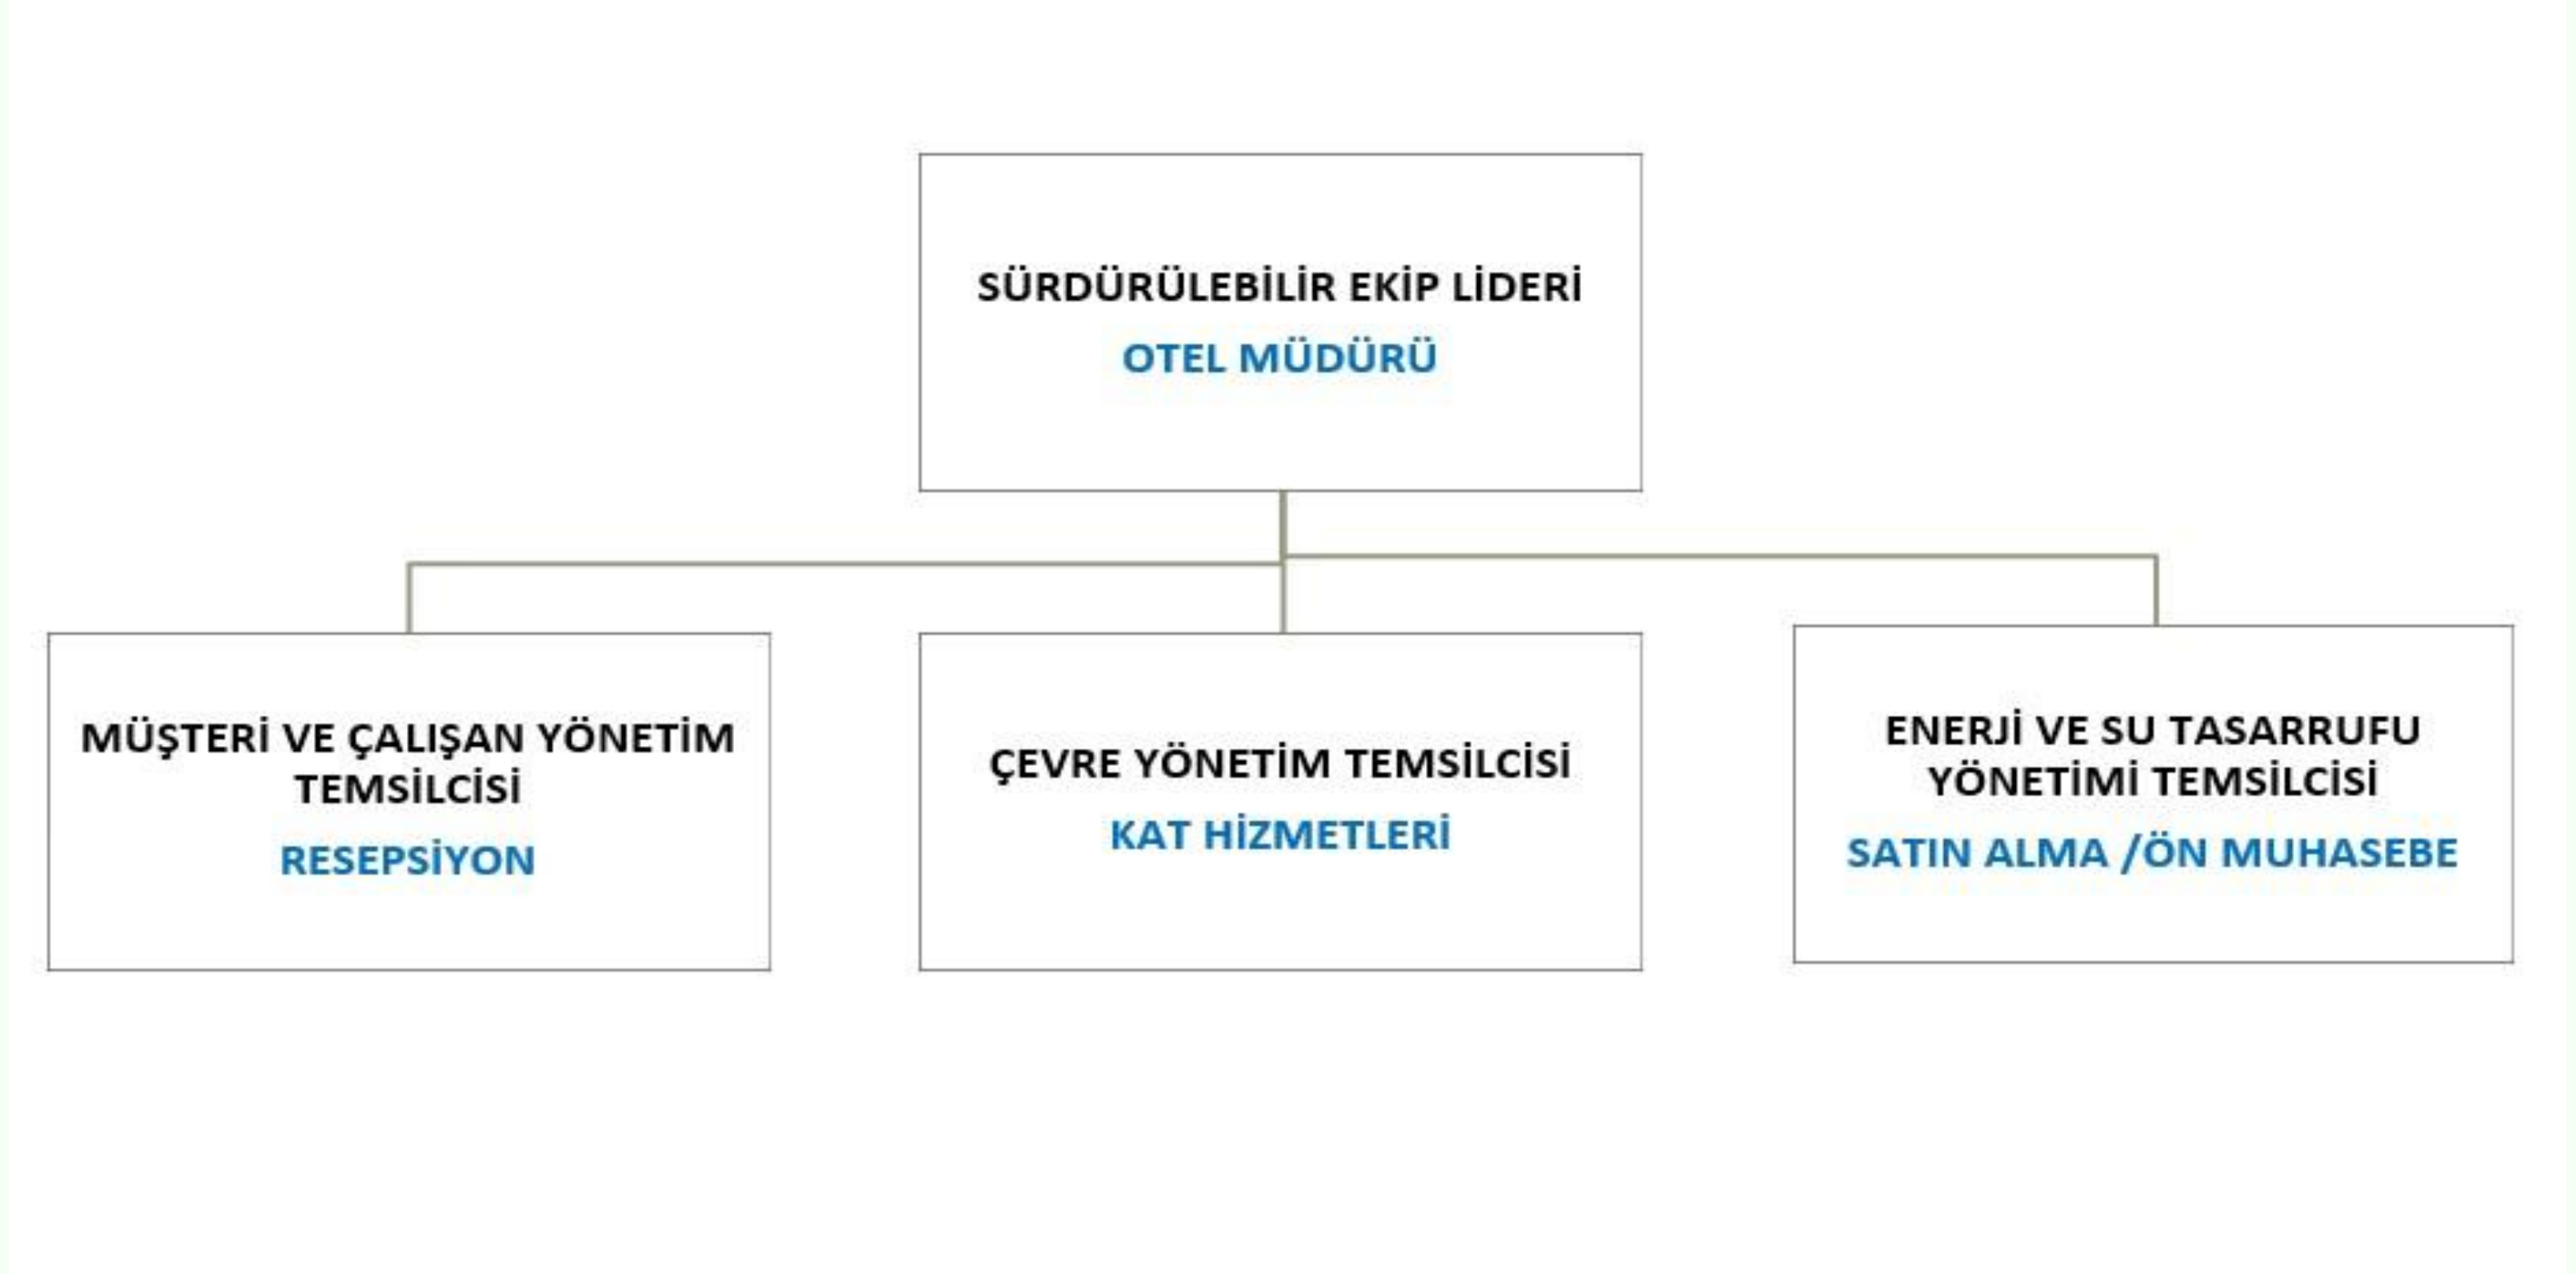 SÜRDÜRÜLEBİLİR EKİP LİDERİ
OTEL MÜDÜRÜ
MÜŞTERİ VE ÇALIŞAN YÖNETİM
TEMSİLCİSİ
RESEPSİYON
ÇEVRE YÖNETİM TEMSİLCİSİ
KAT HİZMETLERİ
ENERJİ VE SU TASARRUFU
YÖNETİMİ TEMSİLCİSİ
SATIN ALMA /ÖN MUHASEBE